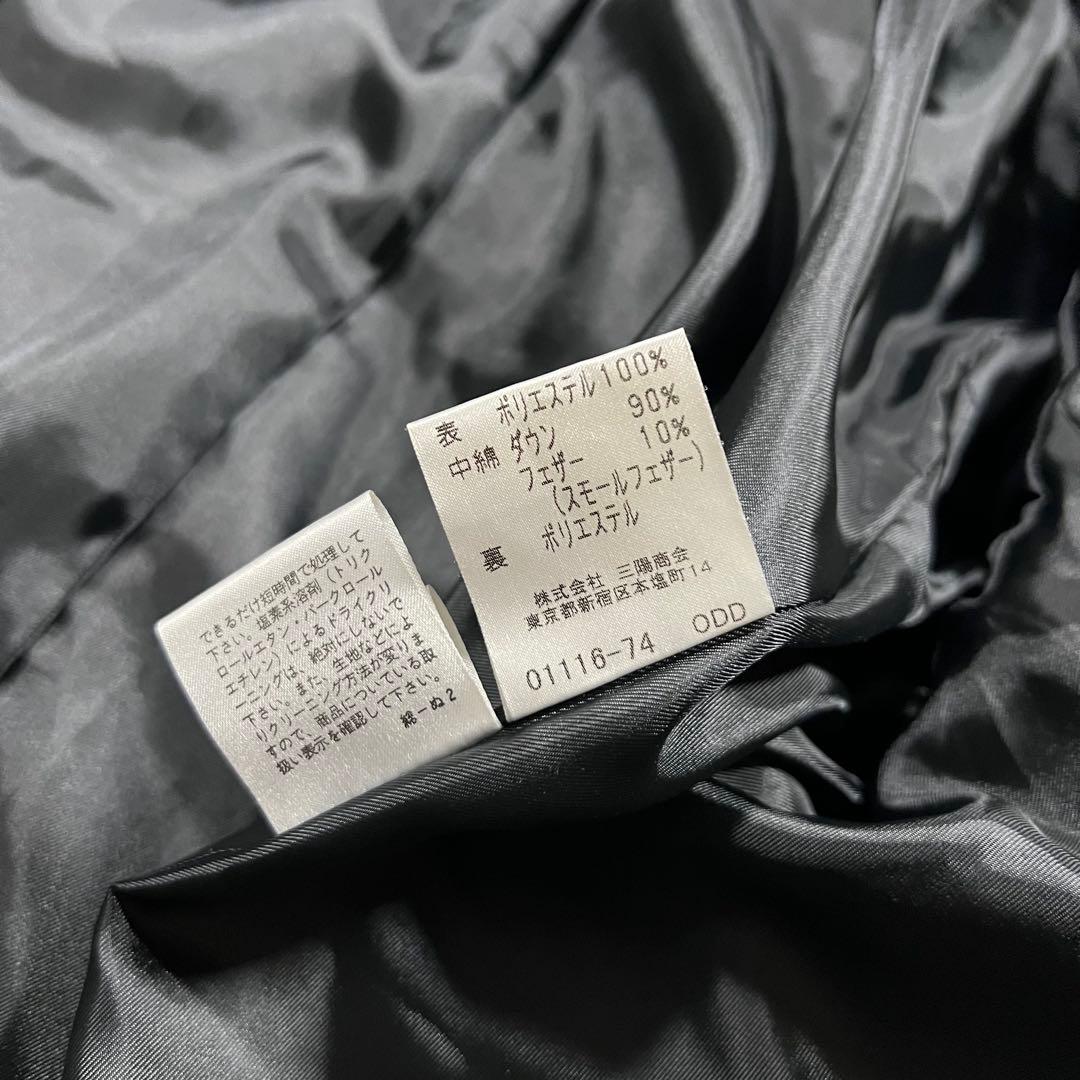 表 ポリエステル100%
中綿 ダウン 90%
フェザー 10%
(スモールフェザー)
裏 ポリエステル
株式会社 三陽商会
東京都新宿区本塩町14
01116-74 ODD
できるだけ短時間で処理して
下さい。塩素系溶剤(トリク
ロールエタン・パークロール
エチレン)によるドライクリ
ーニングは、絶対にしないで
下さい。また、生地などによ
りクリーニング方法が変りま
すので、商品についている取
扱い表示を確認して下さい。
総ーぬ2